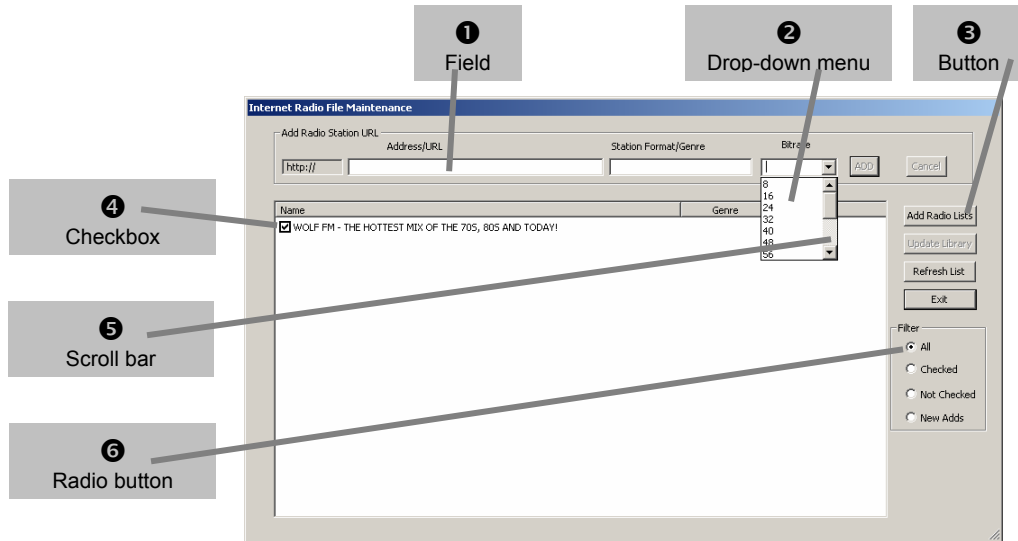 ❶
Field
❷
Drop-down menu
❸
Button
Internet Radio File Maintenance
Add Radio Station URL
Address/URL
Station Format/Genre
Bitrate
http://
ADD
Cancel
8
16
24
32
40
48
56
❹
Checkbox
Name
Genre
WOLF FM - THE HOTTEST MIX OF THE 70S, 80S AND TODAY!
Add Radio Lists
Update Library
Refresh List
Exit
❺
Scroll bar
Filter
All
Checked
Not Checked
New Adds
❻
Radio button